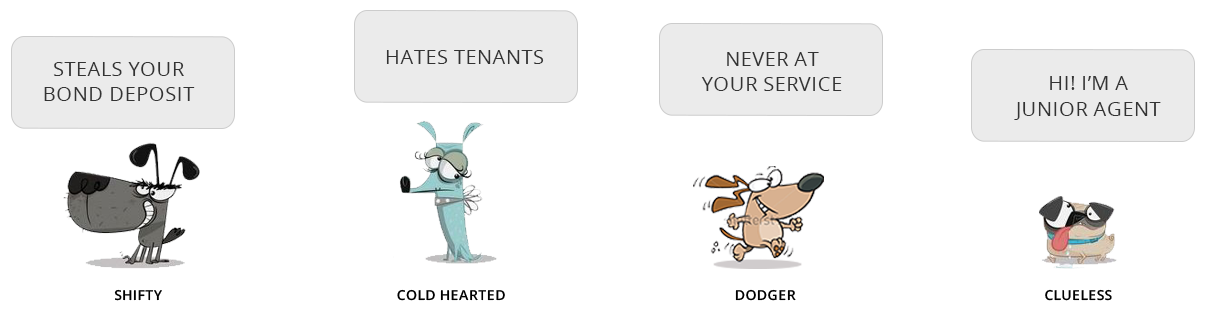 STEALS YOUR
BOND DEPOSIT
HATES TENANTS
NEVER AT
YOUR SERVICE
HI! I’M A
JUNIOR AGENT
SHIFTY
COLD HEARTED
DODGER
CLUELESS